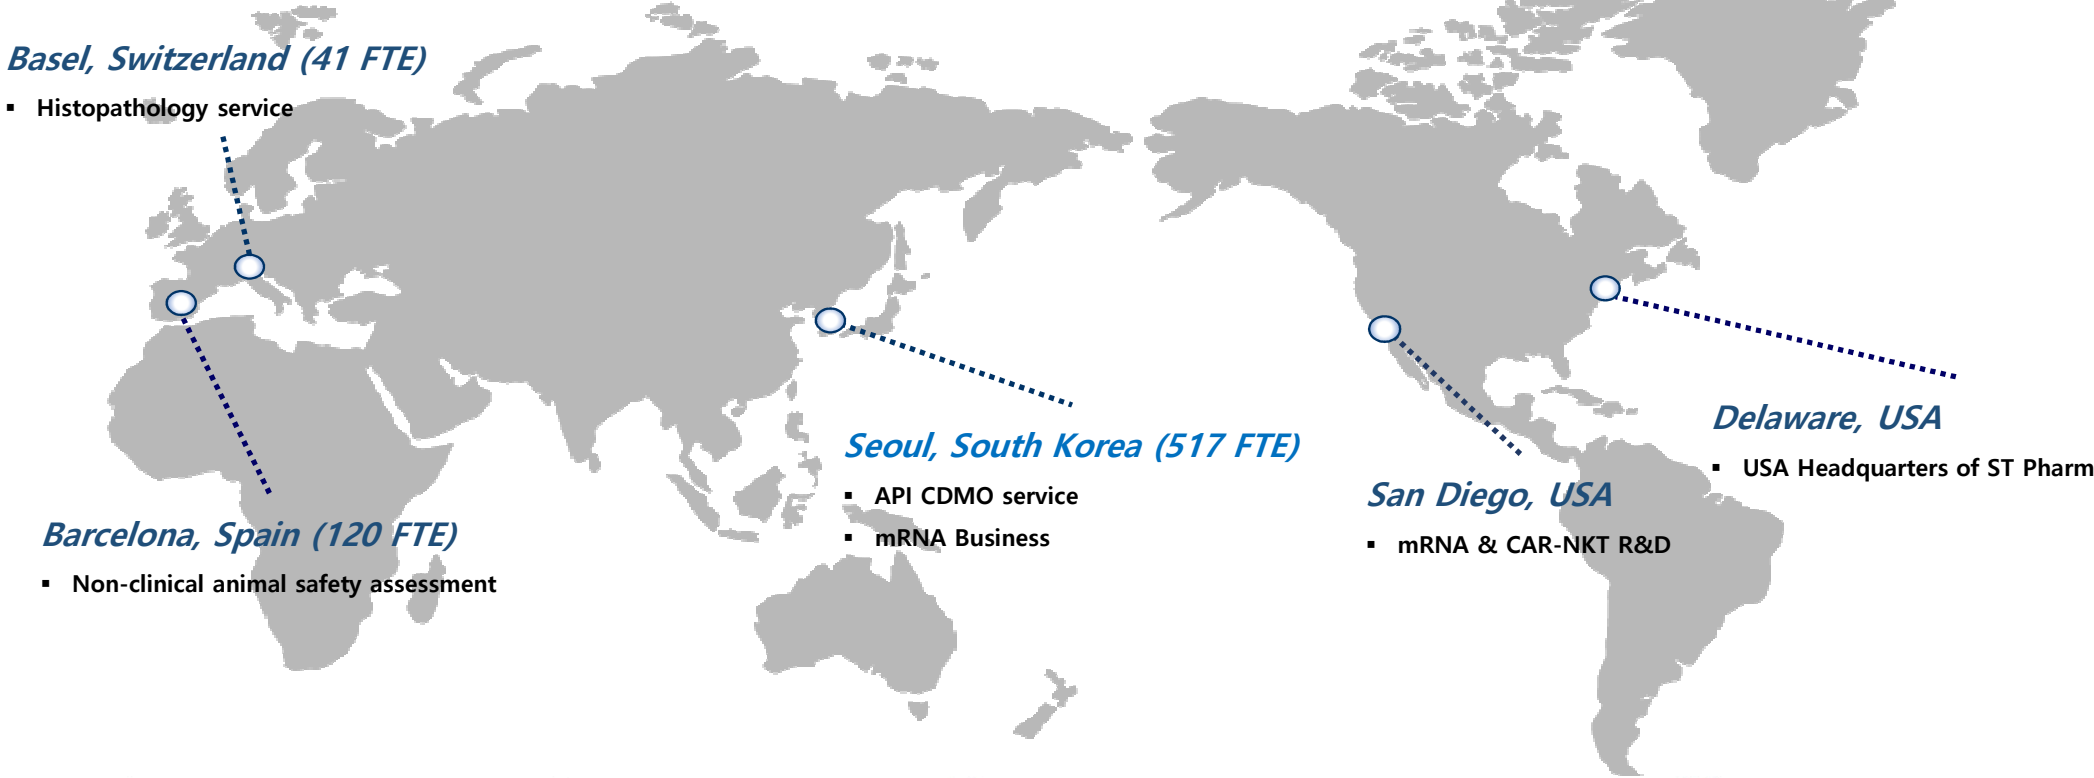 Basel, Switzerland (41 FTE)
▪ Histopathology service
Barcelona, Spain (120 FTE)
▪ Non-clinical animal safety assessment
Seoul, South Korea (517 FTE)
▪ API CDMO service
▪ mRNA Business
San Diego, USA
▪ mRNA & CAR-NKT R&D
Delaware, USA
▪ USA Headquarters of ST Pharm